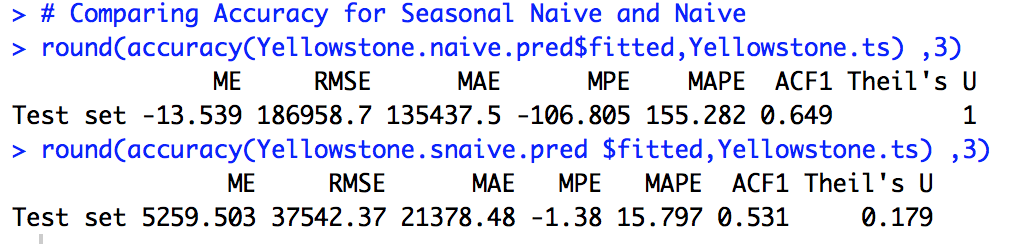 > # Comparing Accuracy for Seasonal Naive and Naive
> round(accuracy(Yellowstone.naive.pred$fitted,Yellowstone.ts) ,3)
ME RMSE MAE MPE MAPE ACF1 Theil's U
Test set -13.539 186958.7 135437.5 -106.805 155.282 0.649 1
> round(accuracy(Yellowstone.snaive.pred $fitted,Yellowstone.ts) ,3)
ME RMSE MAE MPE MAPE ACF1 Theil's U
Test set 5259.503 37542.37 21378.48 -1.38 15.797 0.531 0.179